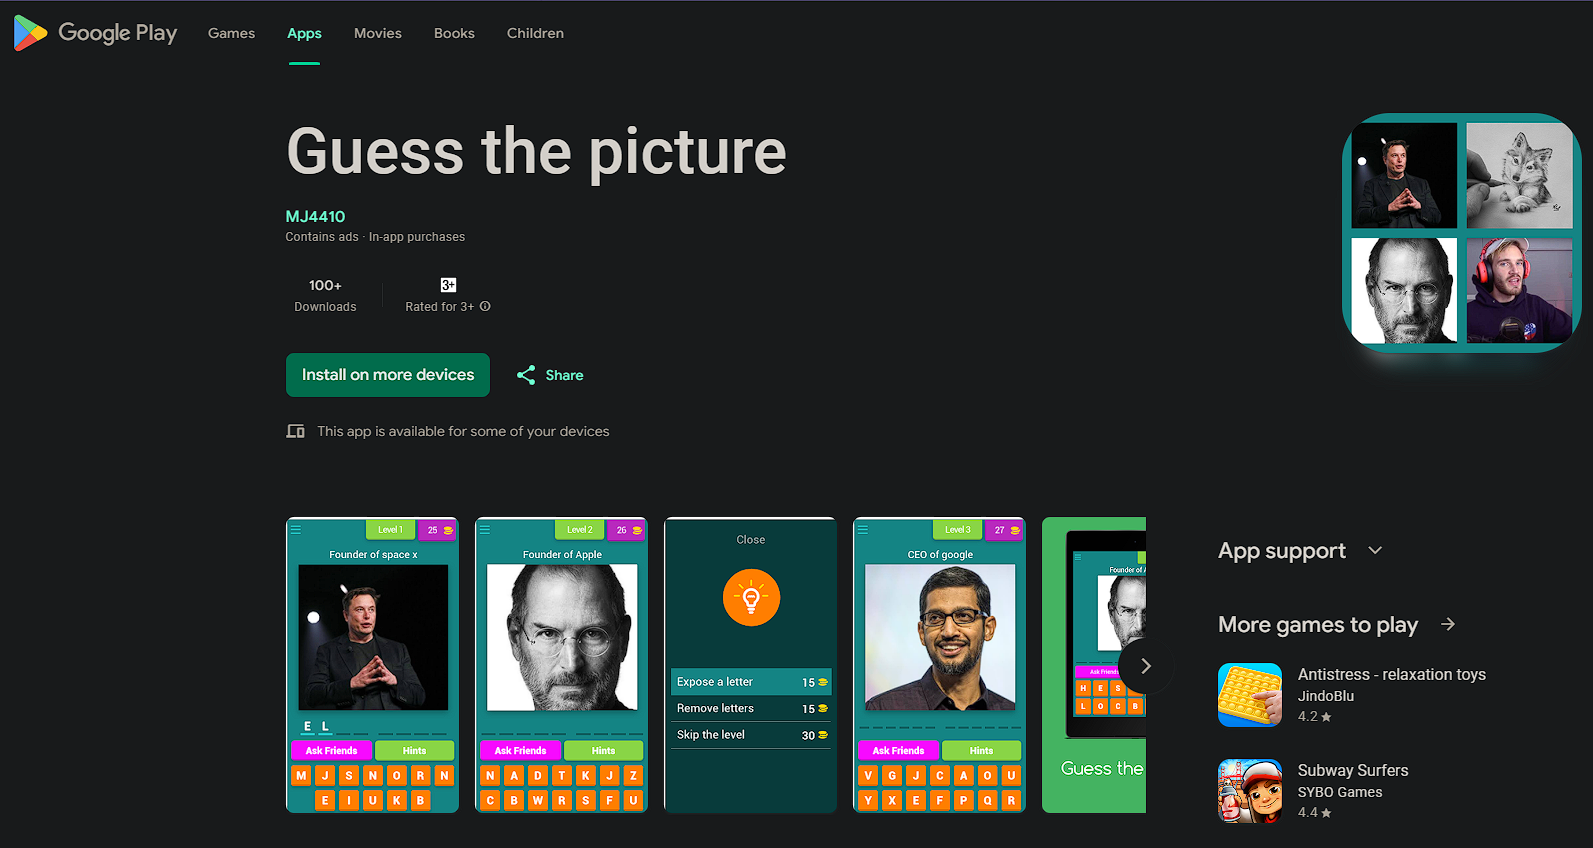 Google Play
Games
Apps
Movies
Books
Children
Guess the picture
MJ4410
Contains ads · In-app purchases
100+
Downloads
3+
Rated for 3+
Install on more devices
Share
This app is available for some of your devices
Level 1
25
Founder of space x
E L
Ask Friends
Hints
M J S N O R N
E I U K B
Level 2
26
Founder of Apple
Ask Friends
Hints
N A D T K J Z
C B W R S F U
Close
Expose a letter 15
Remove letters 15
Skip the level 30
Level 3
27
CEO of google
Ask Friends
Hints
V G J C A O U
Y X E F P Q R
Founder of A
Ask Friends
H E S
L O C B
Guess the
App support
More games to play
Antistress - relaxation toys
JindoBlu
4.2
Subway Surfers
SYBO Games
4.4